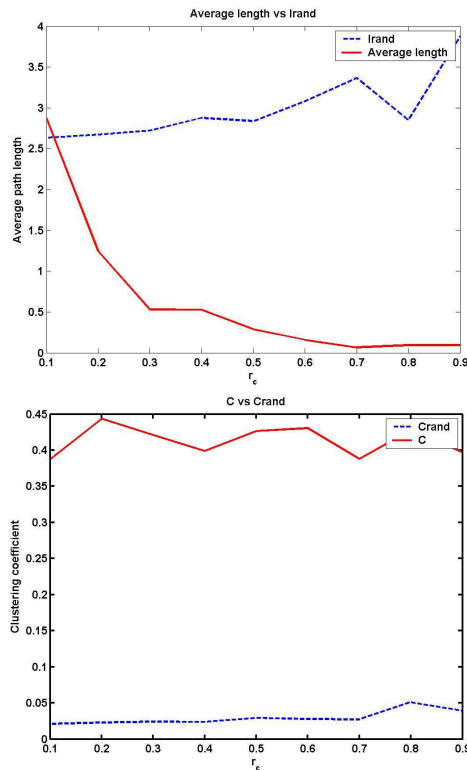 Average length vs Irand
Irand
Average length
Average path length
4
3.5
3
2.5
2
1.5
1
0.5
0
0.1 0.2 0.3 0.4 0.5 0.6 0.7 0.8 0.9
r_c
C vs Crand
Crand
C
Clustering coefficient
0.45
0.4
0.35
0.3
0.25
0.2
0.15
0.1
0.05
0
0.1 0.2 0.3 0.4 0.5 0.6 0.7 0.8 0.9
r_c